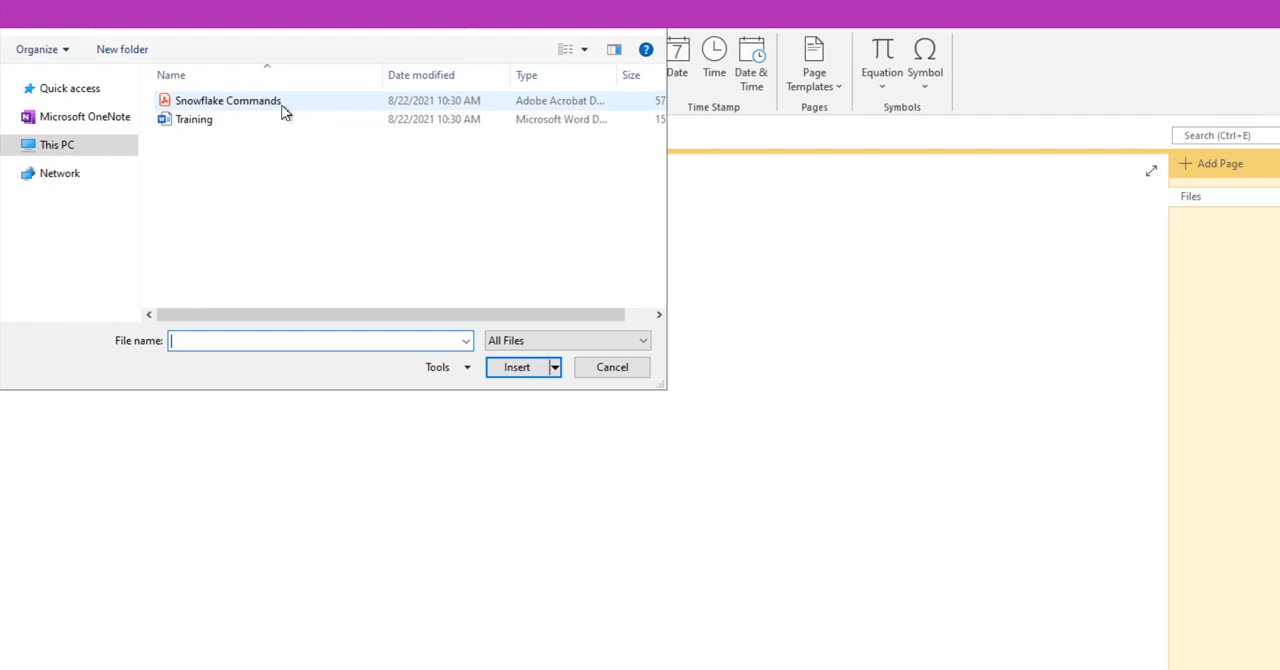 Organize
New folder
Name
Date modified
Type
Size
Quick access
Microsoft OneNote
This PC
Network
Snowflake Commands
8/22/2021 10:30 AM
Adobe Acrobat D...
57
Training
8/22/2021 10:30 AM
Microsoft Word D...
15
File name:
All Files
Tools
Insert
Cancel
7
Date
Time
Date &
Time
Time Stamp
Page
Templates
Pages
π
Equation
Ω
Symbol
Symbols
Search (Ctrl+E)
Add Page
Files